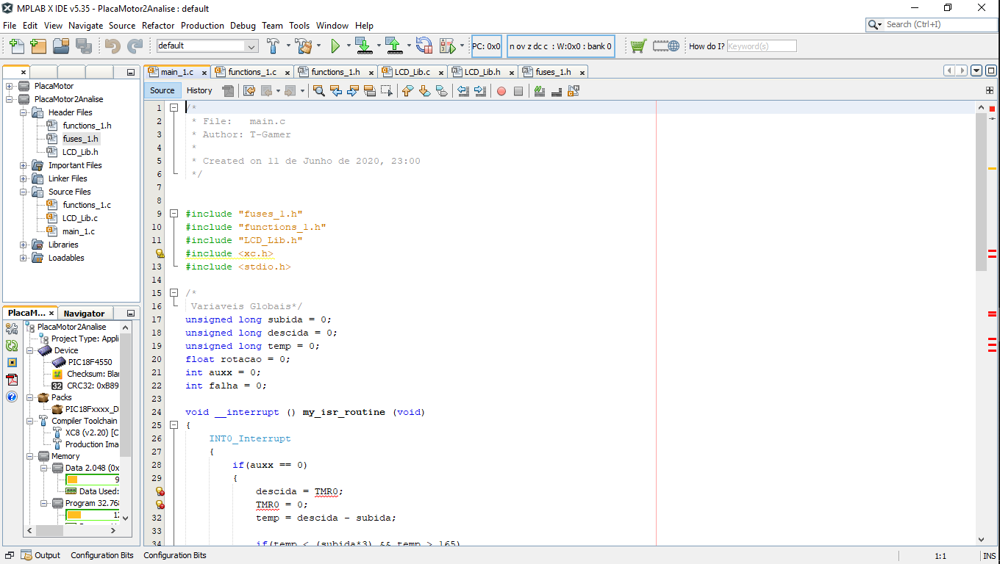 MPLAB X IDE v5.35 - PlacaMotor2Analise : default
File Edit View Navigate Source Refactor Production Debug Team Tools Window Help
Search (Ctrl+I)
default
PC: 0x0
n ov z dc c : W:0x0 : bank 0
How do I?
Keyword(s)
PlacaMotor
PlacaMotor2Analise
Header Files
functions_1.h
fuses_1.h
LCD_Lib.h
Important Files
Linker Files
Source Files
functions_1.c
LCD_Lib.c
main_1.c
Libraries
Loadables
PlacaM...
Navigator
PlacaMotor2Analise
Project Type: Appli
Device
PIC18F4550
Checksum: Blar
32 CRC32: 0xB89
Packs
PIC18Fxxxx_D
Compiler Toolchain
XC8 (v2.20) [C
Production Ima
Memory
Data 2.048 (0x
9
Data Used:
Program 32.768
12
main_1.c functions_1.c functions_1.h LCD_Lib.c LCD_Lib.h fuses_1.h
Source History
1 /*
2 * File:   main.c
3 * Author: T-Gamer
4 *
5 * Created on 11 de Junho de 2020, 23:00
6 */
7
8
9 #include "fuses_1.h"
10 #include "functions_1.h"
11 #include "LCD_Lib.h"
#include <xc.h>
13 #include <stdio.h>
14
15 /*
16 Variaveis Globais*/
17 unsigned long subida = 0;
18 unsigned long descida = 0;
19 unsigned long temp = 0;
20 float rotacao = 0;
21 int auxx = 0;
22 int falha = 0;
23
24 void __interrupt () my_isr_routine (void)
25 {
26 INT0_Interrupt
27 {
28 if(auxx == 0)
29 {
descida = TMR0;
TMR0 = 0;
32 temp = descida - subida;
33
34 if(temp < (subida*3) && temp > 165)
Output Configuration Bits Configuration Bits
1:1 INS